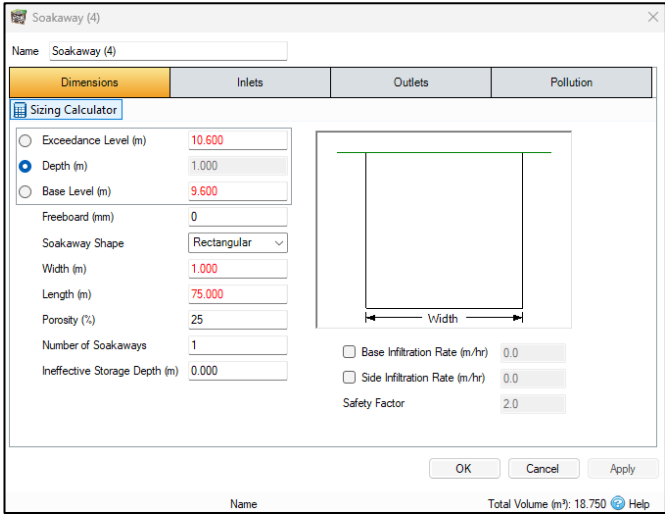 Soakaway (4)
Name Soakaway (4)
Dimensions Inlets Outlets Pollution
Sizing Calculator
Exceedance Level (m) 10.600
Depth (m) 1.000
Base Level (m) 9.600
Freeboard (mm) 0
Soakaway Shape Rectangular
Width (m) 1.000
Length (m) 75.000
Porosity (%) 25
Number of Soakaways 1
Ineffective Storage Depth (m) 0.000
Width
Base Infiltration Rate (m/hr) 0.0
Side Infiltration Rate (m/hr) 0.0
Safety Factor 2.0
OK Cancel Apply
Name Total Volume (m³): 18.750 Help